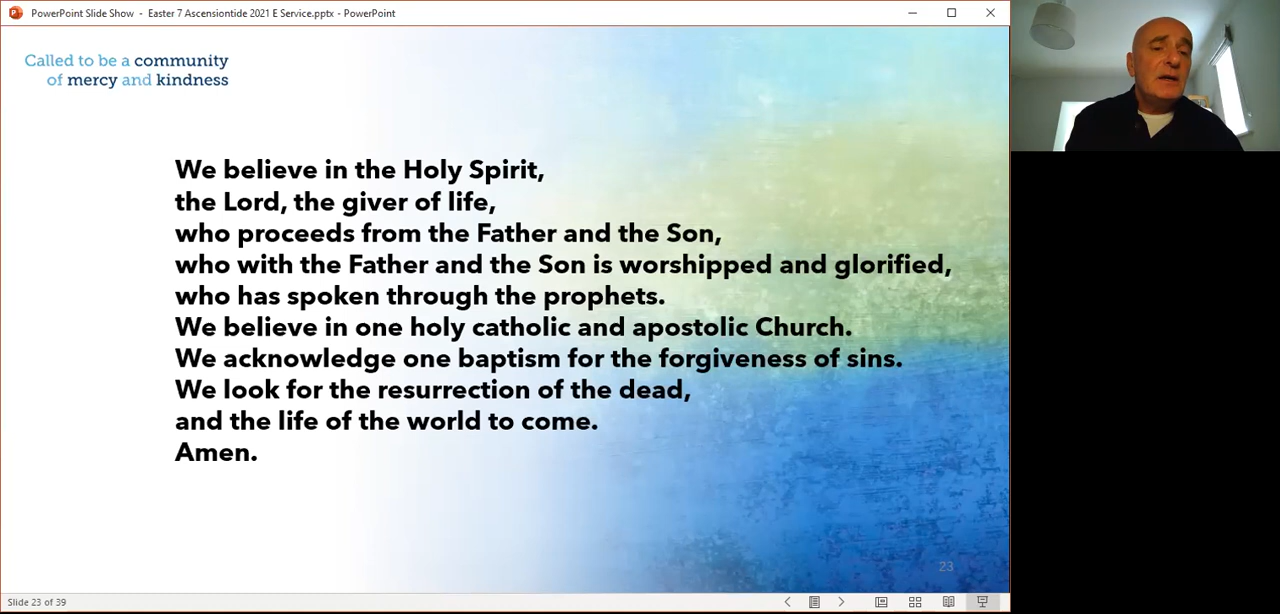 PowerPoint Slide Show - Easter 7 Ascensiontide 2021 E Service.pptx - PowerPoint
Called to be a community
of mercy and kindness
We believe in the Holy Spirit,
the Lord, the giver of life,
who proceeds from the Father and the Son,
who with the Father and the Son is worshipped and glorified,
who has spoken through the prophets.
We believe in one holy catholic and apostolic Church.
We acknowledge one baptism for the forgiveness of sins.
We look for the resurrection of the dead,
and the life of the world to come.
Amen.
23
Slide 23 of 39